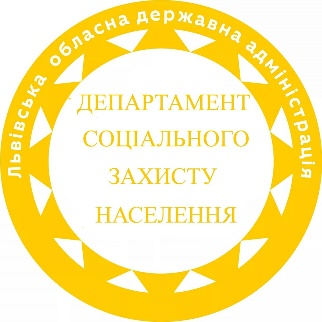 Львівська обласна державна адміністрація
ДЕПАРТАМЕНТ
СОЦІАЛЬНОГО
ЗАХИСТУ
НАСЕЛЕННЯ